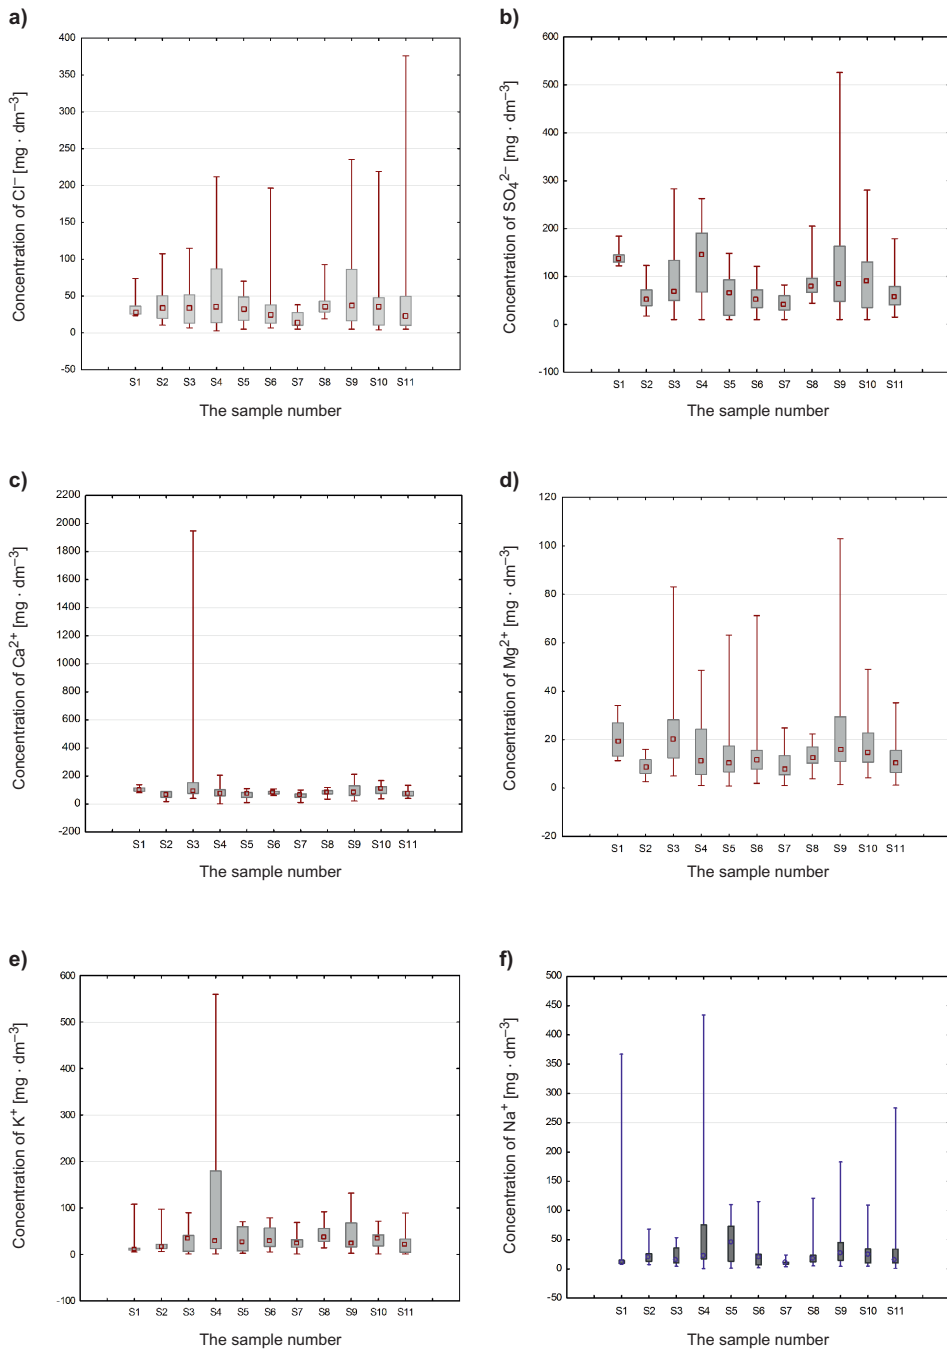 a)
Concentration of Cl⁻ [mg · dm⁻³]
400
350
300
250
200
150
100
50
0
-50
S1 S2 S3 S4 S5 S6 S7 S8 S9 S10 S11
The sample number
b)
Concentration of SO₄²⁻ [mg · dm⁻³]
600
500
400
300
200
100
0
-100
S1 S2 S3 S4 S5 S6 S7 S8 S9 S10 S11
The sample number
c)
Concentration of Ca²⁺ [mg · dm⁻³]
2200
2000
1800
1600
1400
1200
1000
800
600
400
200
0
-200
S1 S2 S3 S4 S5 S6 S7 S8 S9 S10 S11
The sample number
d)
Concentration of Mg²⁺ [mg · dm⁻³]
120
100
80
60
40
20
0
-20
S1 S2 S3 S4 S5 S6 S7 S8 S9 S10 S11
The sample number
e)
Concentration of K⁺ [mg · dm⁻³]
600
500
400
300
200
100
0
-100
S1 S2 S3 S4 S5 S6 S7 S8 S9 S10 S11
The sample number
f)
Concentration of Na⁺ [mg · dm⁻³]
500
450
400
350
300
250
200
150
100
50
0
-50
S1 S2 S3 S4 S5 S6 S7 S8 S9 S10 S11
The sample number